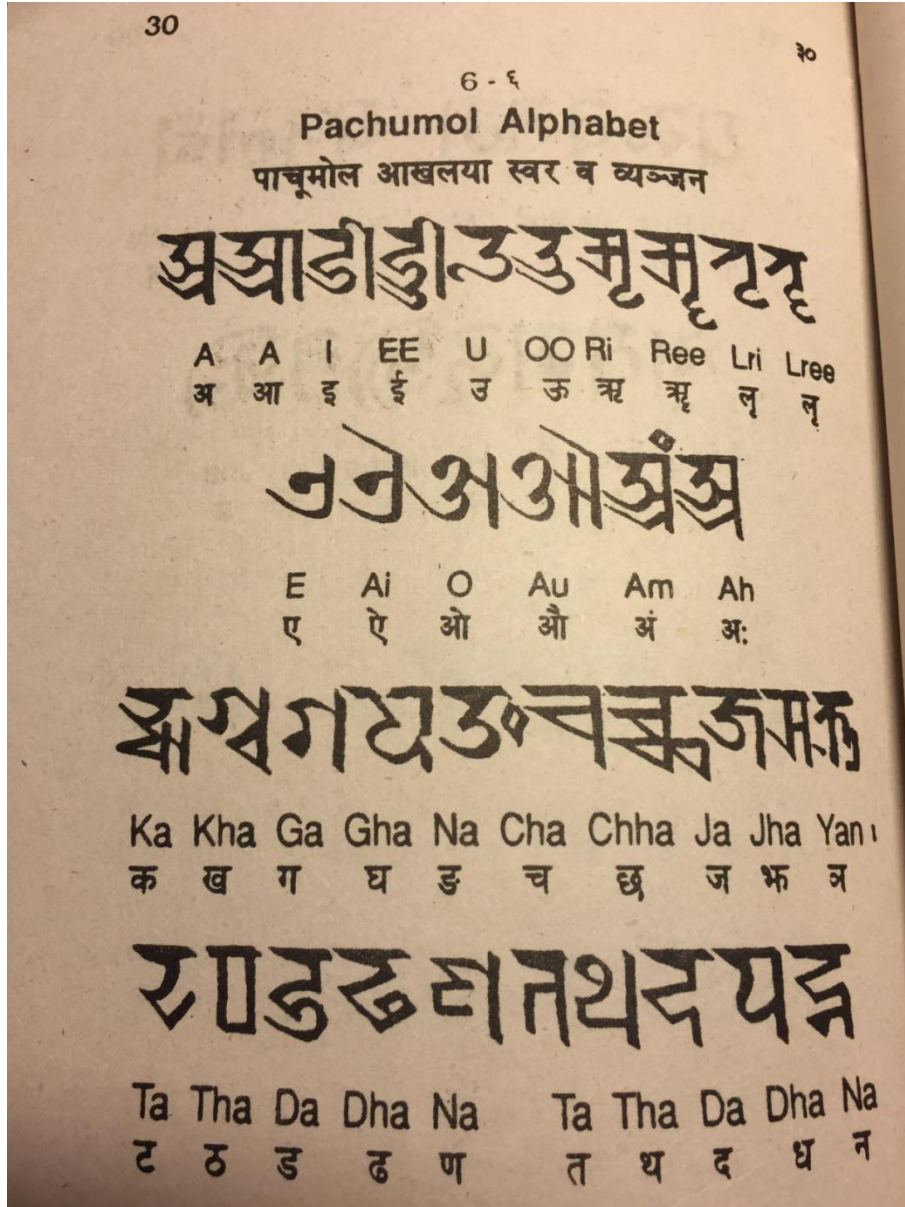 30
३०
6 - ६
Pachumol Alphabet
पाचूमोल आखलया स्वर व व्यञ्जन
A A I EE U OO Ri Ree Lri Lree
अ आ इ ई उ ऊ ऋ ॠ लृ लॄ
E Ai O Au Am Ah
ए ऐ ओ औ अं अः
Ka Kha Ga Gha Na Cha Chha Ja Jha Yan
क ख ग घ ङ च छ ज झ ञ
Ta Tha Da Dha Na Ta Tha Da Dha Na
ट ठ ड ढ ण त थ द ध न